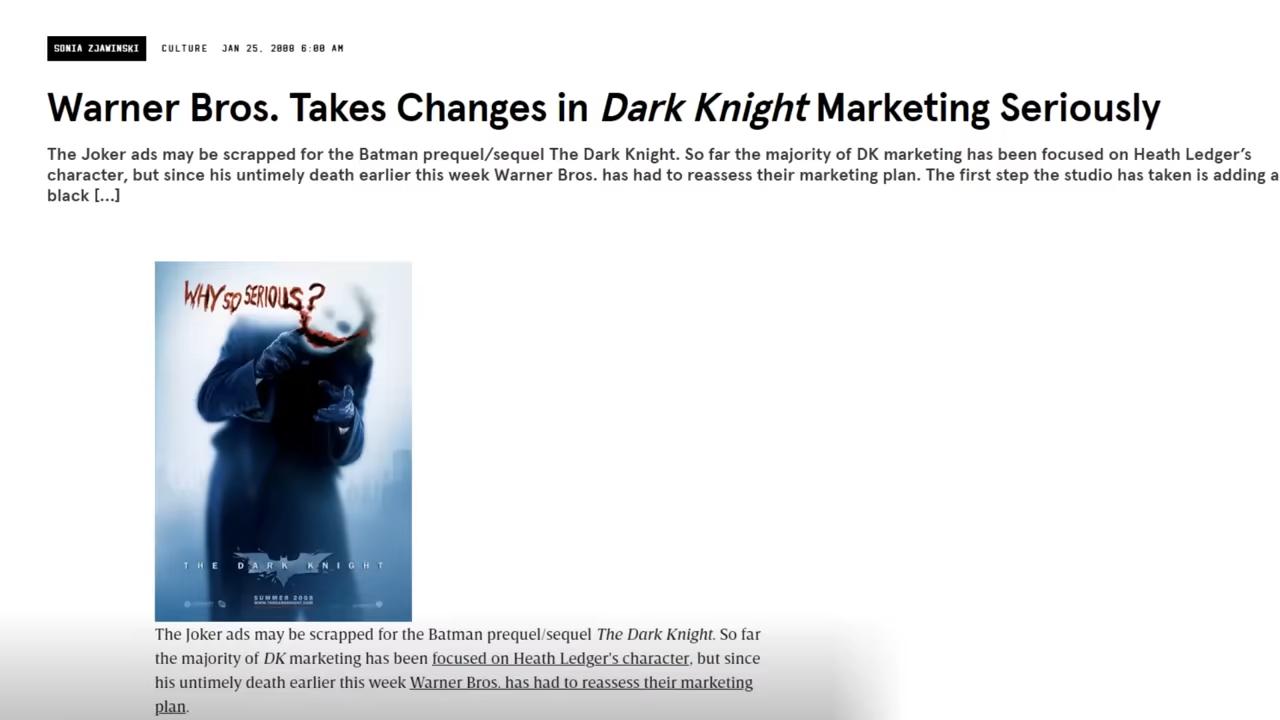 SONIA ZJAWINSKI CULTURE JAN 25, 2008 6:00 AM
Warner Bros. Takes Changes in Dark Knight Marketing Seriously
The Joker ads may be scrapped for the Batman prequel/sequel The Dark Knight. So far the majority of DK marketing has been focused on Heath Ledger’s
character, but since his untimely death earlier this week Warner Bros. has had to reassess their marketing plan. The first step the studio has taken is adding a
black [...]
WHY SO SERIOUS?
THE DARK KNIGHT
SUMMER 2008
WWW.THEDARKKNIGHT.COM
The Joker ads may be scrapped for the Batman prequel/sequel The Dark Knight. So far
the majority of DK marketing has been focused on Heath Ledger's character, but since
his untimely death earlier this week Warner Bros. has had to reassess their marketing
plan.